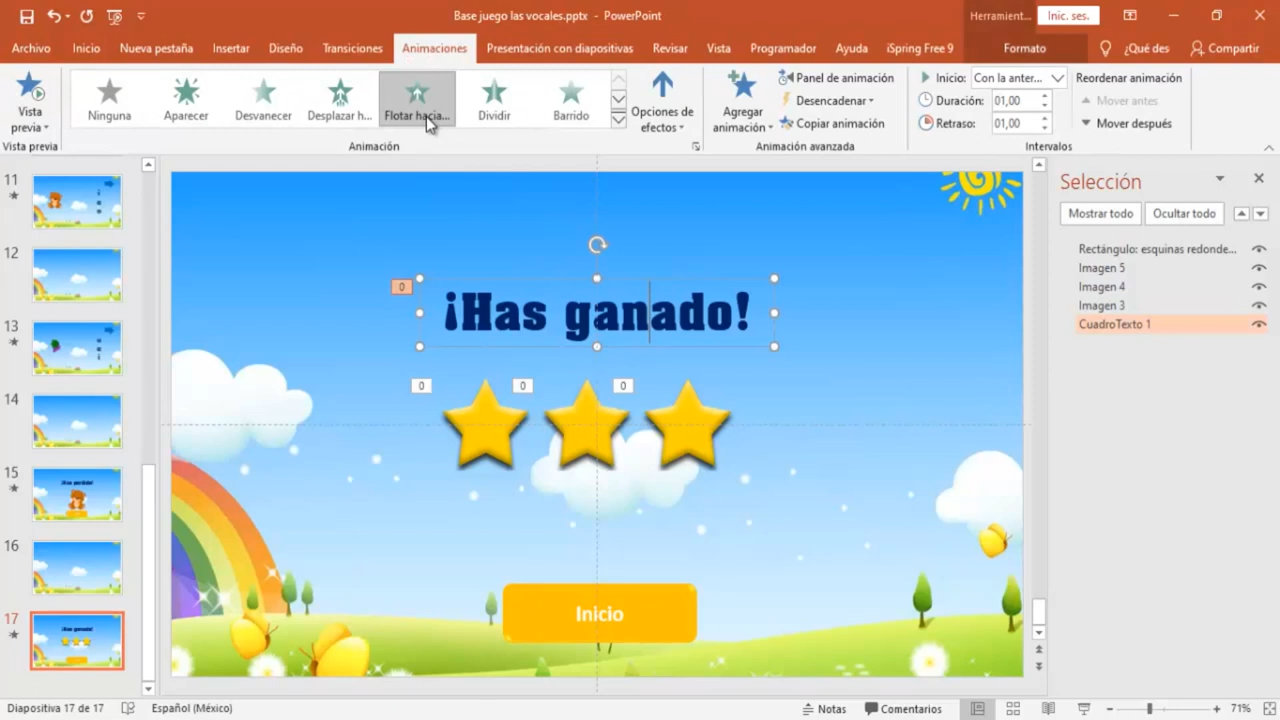 Base juego las vocales.pptx - PowerPoint
Herramient...
Inic. ses.
Archivo Inicio Nueva pestaña Insertar Diseño Transiciones Animaciones Presentación con diapositivas Revisar Vista Programador Ayuda iSpring Free 9 Formato ¿Qué des Compartir
Vista previa
Ninguna Aparecer Desvanecer Desplazar h... Flotar hacia... Dividir Barrido
Opciones de efectos
Agregar animación
Panel de animación
Desencadenar
Copiar animación
Inicio: Con la anter...
Duración: 01,00
Retraso: 01,00
Reordenar animación
Mover antes
Mover después
Vista previa Animación Animación avanzada Intervalos
11
12
13
14
15
16
17
0
¡Has ganado!
0 0 0
Inicio
Selección
Mostrar todo Ocultar todo
Rectángulo: esquinas redonde...
Imagen 5
Imagen 4
Imagen 3
CuadroTexto 1
Diapositiva 17 de 17 Español (México) Notas Comentarios 71%